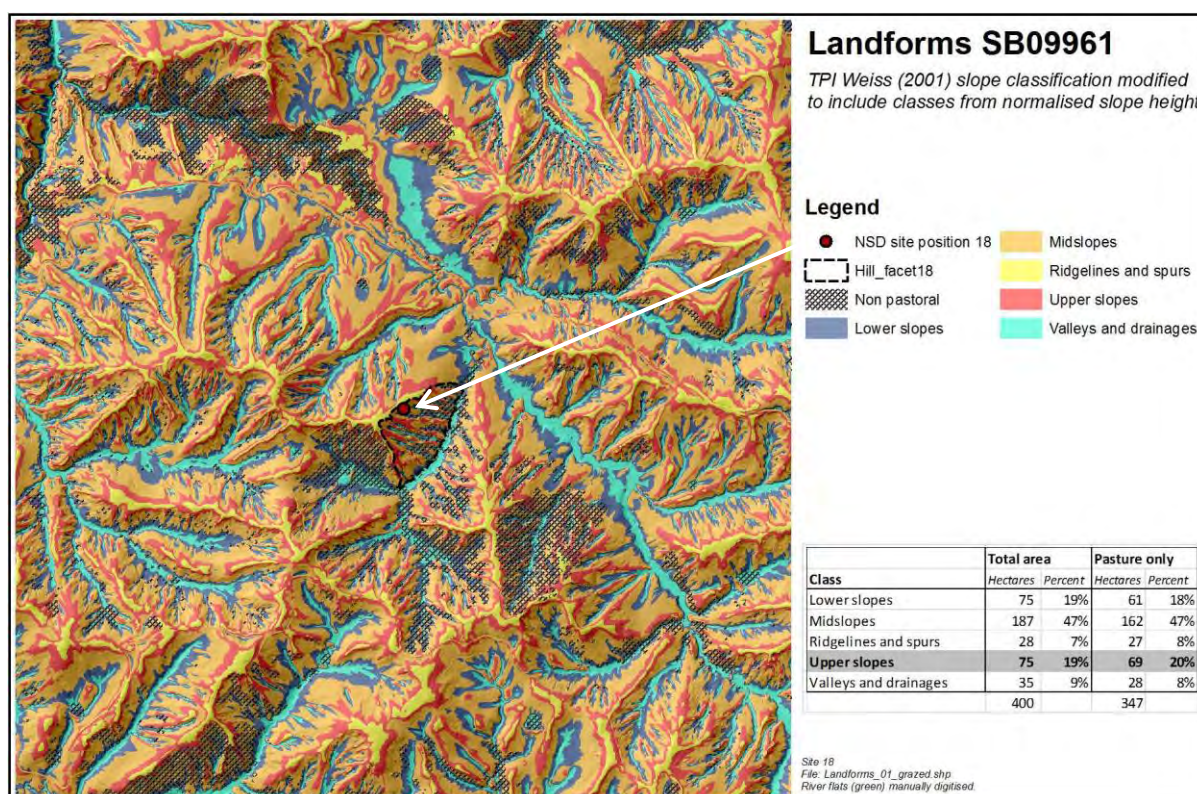 Landforms SB09961
TPI Weiss (2001) slope classification modified
to include classes from normalised slope height
Legend
NSD site position 18
Hill_facet18
Non pastoral
Lower slopes
Midslopes
Ridgelines and spurs
Upper slopes
Valleys and drainages
Total area Pasture only
Class Hectares Percent Hectares Percent
Lower slopes 75 19% 61 18%
Midslopes 187 47% 162 47%
Ridgelines and spurs 28 7% 27 8%
Upper slopes 75 19% 69 20%
Valleys and drainages 35 9% 28 8%
400 347
Site 18
File: Landforms_01_grazed.shp
River flats (green) manually digitised.